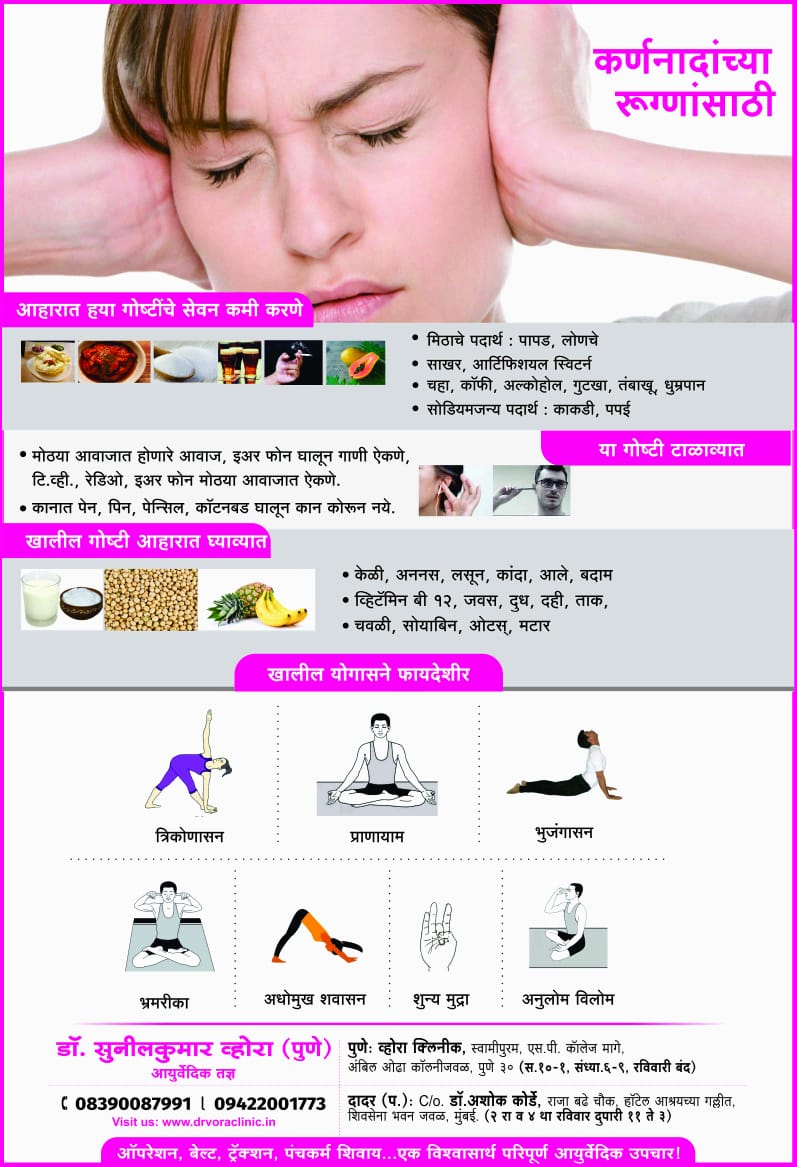 कर्णनादांच्या
रूग्णांसाठी
आहारात हया गोष्टींचे सेवन कमी करणे
• मिठाचे पदार्थ : पापड, लोणचे
• साखर, आर्टिफिशयल स्विटर्न
• चहा, कॉफी, अल्कोहोल, गुटखा, तंबाखू, धुम्रपान
• सोडियमजन्य पदार्थ : काकडी, पपई
या गोष्टी टाळाव्यात
• मोठया आवाजात होणारे आवाज, इअर फोन घालून गाणी ऐकणे,
टि.व्ही., रेडिओ, इअर फोन मोठया आवाजात ऐकणे.
• कानात पेन, पिन, पेन्सिल, कॉटनबड घालून कान कोरून नये.
खालील गोष्टी आहारात घ्याव्यात
• केळी, अननस, लसून, कांदा, आले, बदाम
• व्हिटॅमिन बी १२, जवस, दुध, दही, ताक,
• चवळी, सोयाबिन, ओटस्, मटार
खालील योगासने फायदेशीर
त्रिकोणासन
प्राणायाम
भुजंगासन
भ्रमरीका
अधोमुख शवासन
शुन्य मुद्रा
अनुलोम विलोम
डॉ. सुनीलकुमार व्होरा (पुणे)
आयुर्वेदिक तज्ञ
08390087991 | 09422001773
Visit us: www.drvoraclinic.in
पुणे: व्होरा क्लिनीक, स्वामीपुरम, एस.पी. कॉलेज मागे,
अंबिल ओढा कॉलनीजवळ, पुणे ३० (स.१०-१, संध्या.६-९, रविवारी बंद)
दादर (प.): C/o. डॉ.अशोक कोर्डे, राजा बढे चौक, हॉटेल आश्रयच्या गल्लीत,
शिवसेना भवन जवळ, मुंबई. (२ रा व ४ था रविवार दुपारी ११ ते ३)
ऑपरेशन, बेल्ट, ट्रॅक्शन, पंचकर्म शिवाय...एक विश्वासार्थ परिपूर्ण आयुर्वेदिक उपचार!